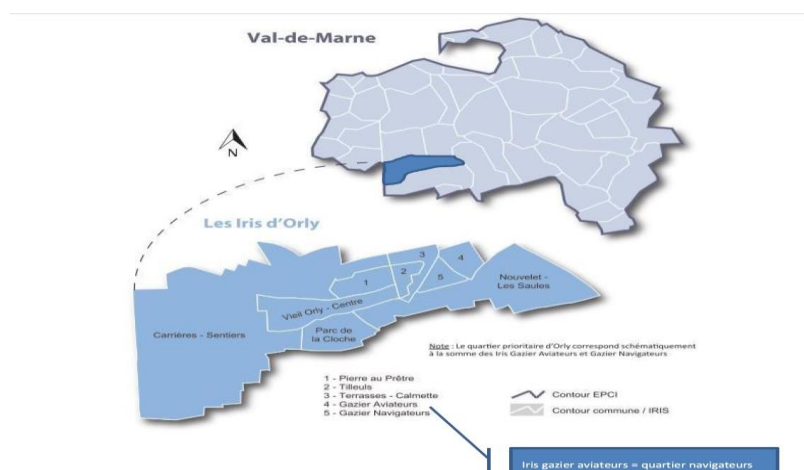 Val-de-Marne
N
Les Iris d'Orly
3
4
2
1
5
Nouvelet -
Les Saules
Vieil Orly - Centre
Carrières - Sentiers
Parc de
la Cloche
Note : Le quartier prioritaire d'Orly correspond schématiquement
à la somme des Iris Gazier Aviateurs et Gazier Navigateurs
1 - Pierre au Prêtre
2 - Tilleuls
3 - Terrasses - Calmette
4 - Gazier Aviateurs
5 - Gazier Navigateurs
Contour EPCI
Contour commune / IRIS
Iris gazier aviateurs = quartier navigateurs